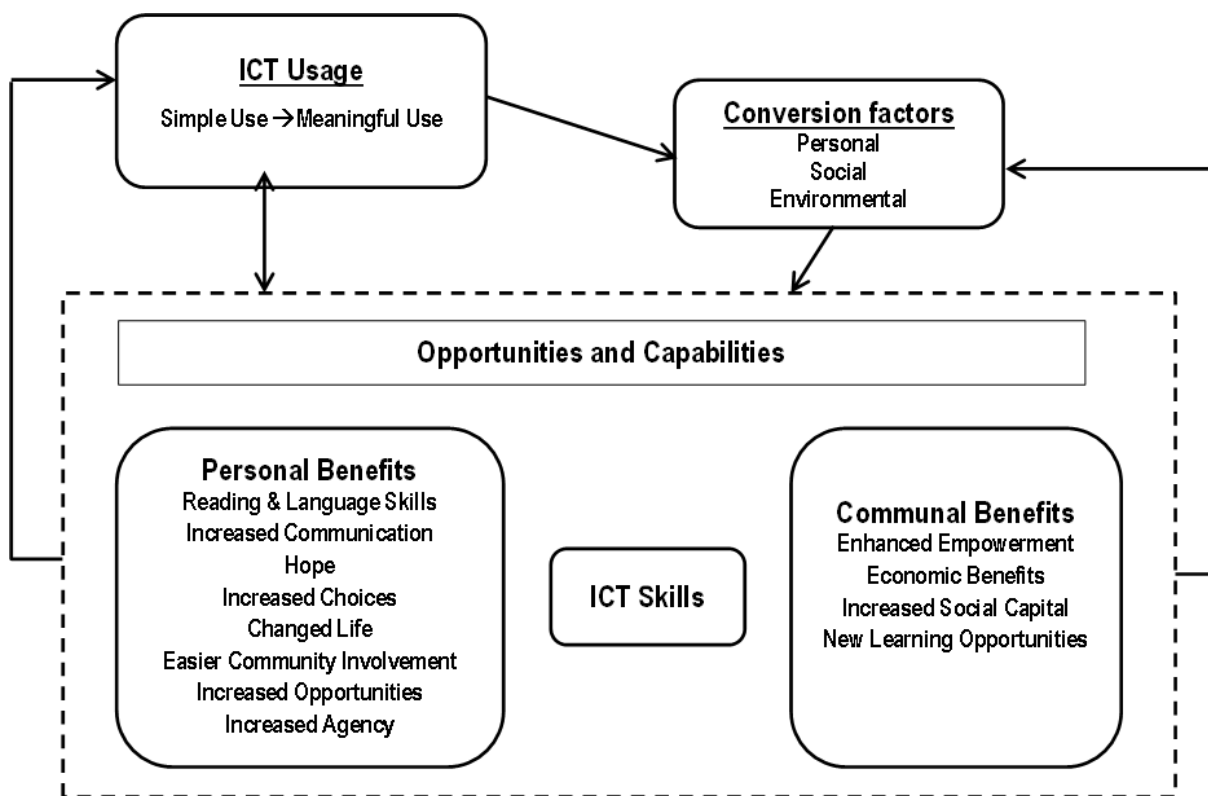 ICT Usage
Simple Use → Meaningful Use
Conversion factors
Personal
Social
Environmental
Opportunities and Capabilities
Personal Benefits
Reading & Language Skills
Increased Communication
Hope
Increased Choices
Changed Life
Easier Community Involvement
Increased Opportunities
Increased Agency
ICT Skills
Communal Benefits
Enhanced Empowerment
Economic Benefits
Increased Social Capital
New Learning Opportunities